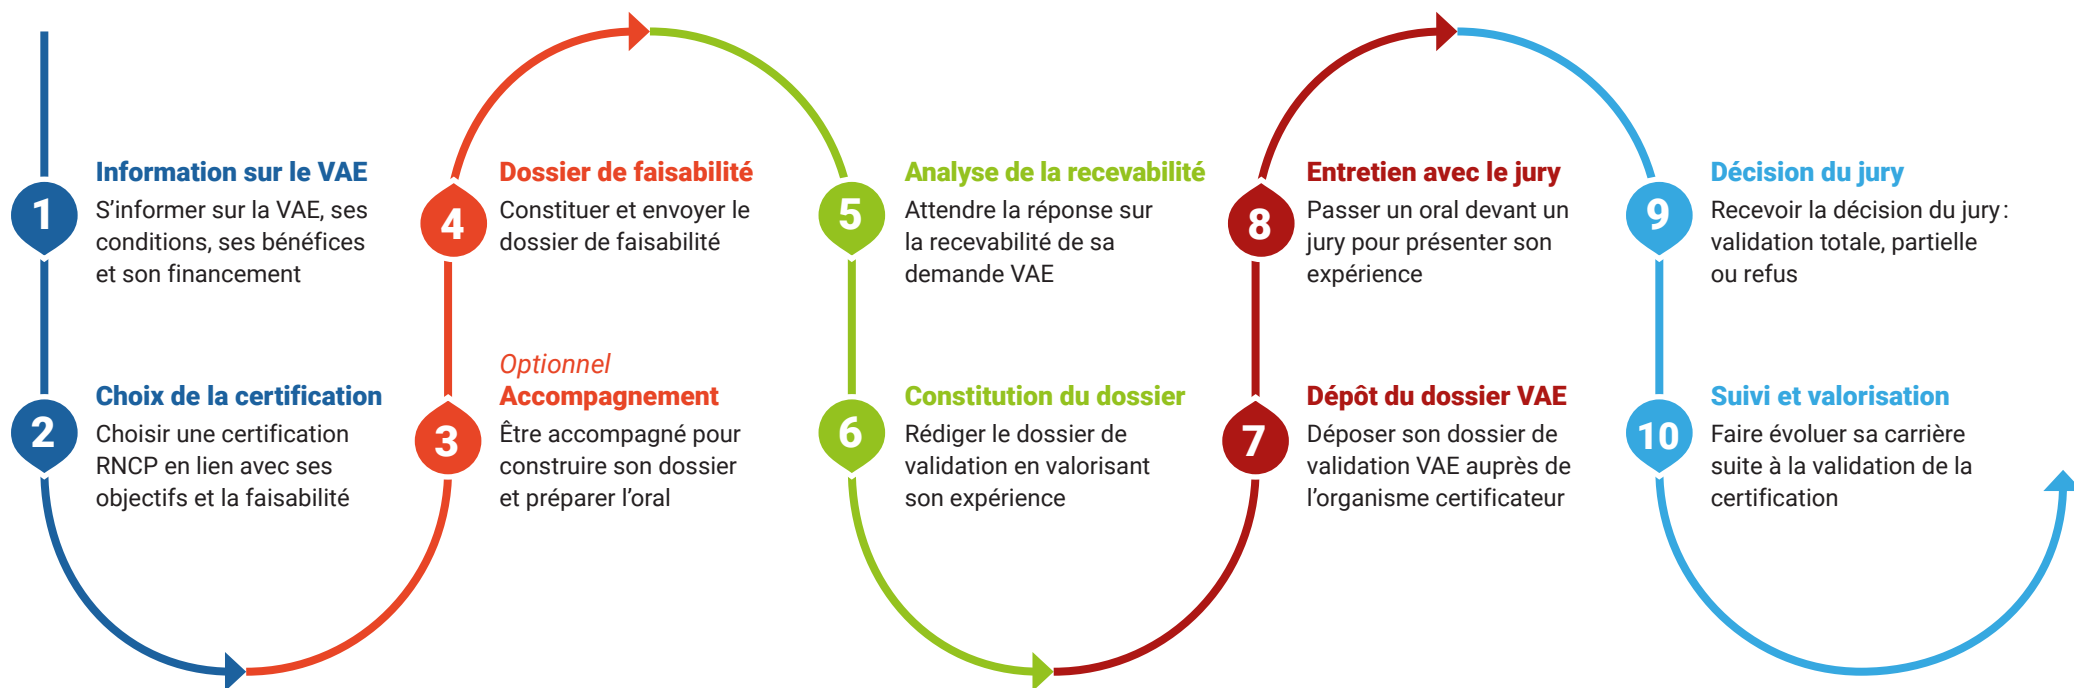 1
Information sur le VAE
S’informer sur la VAE, ses
conditions, ses bénéfices
et son financement
2
Choix de la certification
Choisir une certification
RNCP en lien avec ses
objectifs et la faisabilité
3
Optionnel
Accompagnement
Être accompagné pour
construire son dossier
et préparer l’oral
4
Dossier de faisabilité
Constituer et envoyer le
dossier de faisabilité
5
Analyse de la recevabilité
Attendre la réponse sur
la recevabilité de sa
demande VAE
6
Constitution du dossier
Rédiger le dossier de
validation en valorisant
son expérience
7
Dépôt du dossier VAE
Déposer son dossier de
validation VAE auprès de
l’organisme certificateur
8
Entretien avec le jury
Passer un oral devant un
jury pour présenter son
expérience
9
Décision du jury
Recevoir la décision du jury :
validation totale, partielle
ou refus
10
Suivi et valorisation
Faire évoluer sa carrière
suite à la validation de la
certification